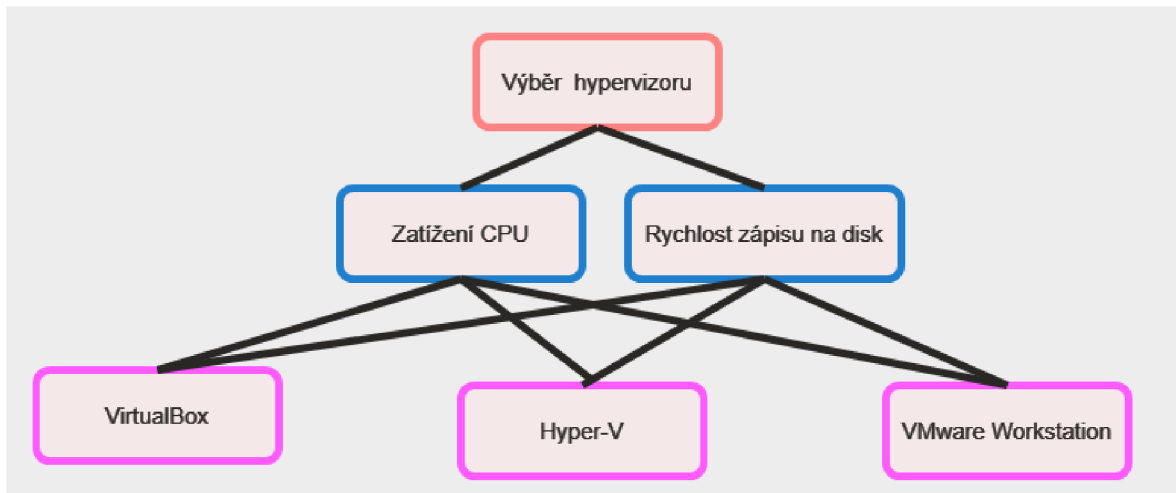 Výběr hypervizoru
Zatížení CPU
Rychlost zápisu na disk
VirtualBox
Hyper-V
VMware Workstation